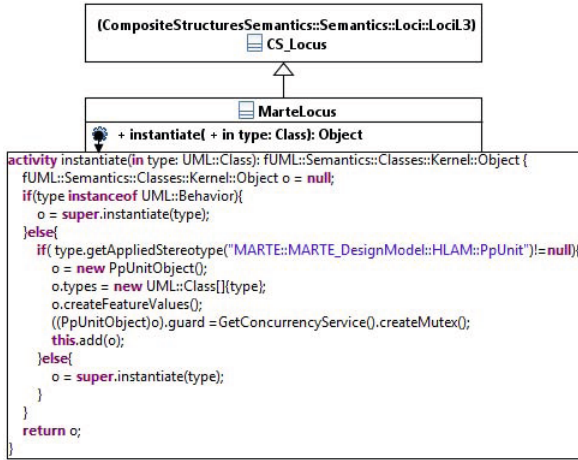 (CompositeStructuresSemantics::Semantics::Loci::LociL3)
CS_Locus
MarteLocus
+ instantiate( + in type: Class): Object
activity instantiate(in type: UML::Class): fUML::Semantics::Classes::Kernel::Object {
fUML::Semantics::Classes::Kernel::Object o = null;
if(type instanceof UML::Behavior){
o = super.instantiate(type);
}else{
if( type.getAppliedStereotype("MARTE::MARTE_DesignModel::HLAM::PpUnit")!=null){
o = new PpUnitObject();
o.types = new UML::Class[]{type};
o.createFeatureValues();
((PpUnitObject)o).guard =GetConcurrencyService().createMutex();
this.add(o);
}else{
o = super.instantiate(type);
}
}
return o;
}